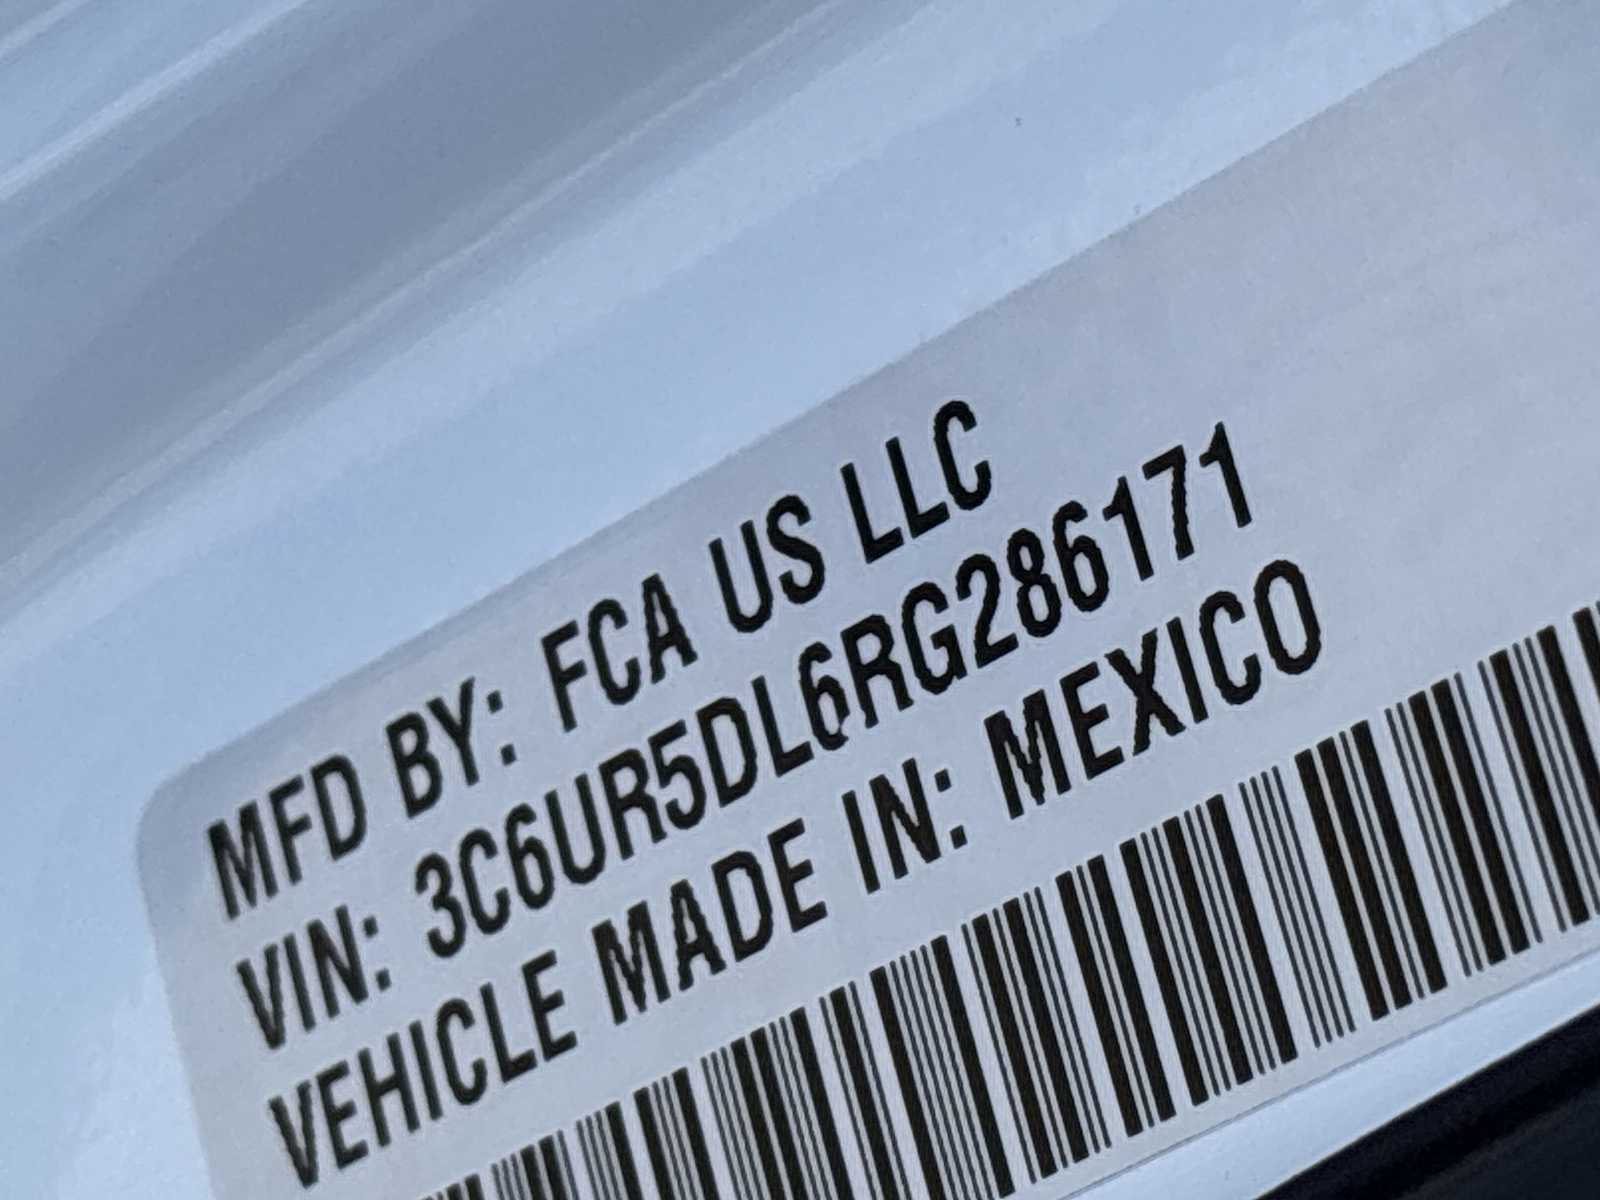 MFD BY: FCA US LLC
VIN: 3C6UR5DL6RG286171
VEHICLE MADE IN: MEXICO